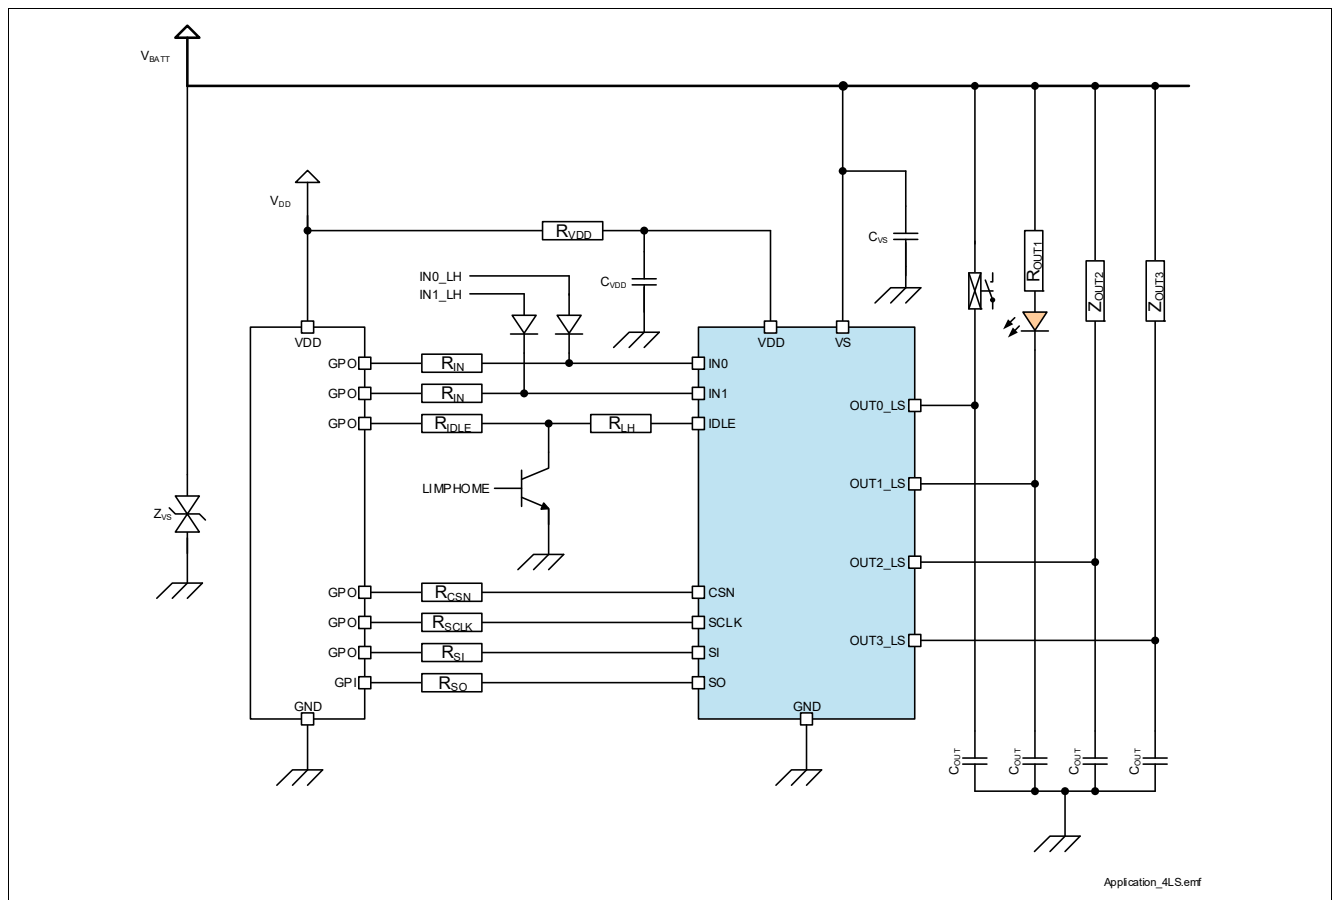 VBATT
VDD
RVDD
CVDD
CVS
IN0_LH
IN1_LH
ROUT1
ZOUT2
ZOUT3
VDD
VDD
VS
GPO
RIN
IN0
GPO
RIN
IN1
GPO
RIDLE
RLH
IDLE
OUT0_LS
LIMPHOME
OUT1_LS
ZVS
OUT2_LS
GPO
RCSN
CSN
GPO
RSCLK
SCLK
OUT3_LS
GPO
RSI
SI
GPI
RSO
SO
GND
GND
COUT
COUT
COUT
COUT
Application_4LS.emf